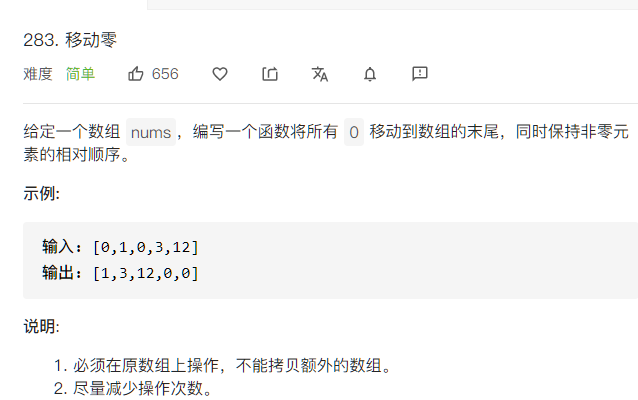 283. 移动零
难度 简单 656
给定一个数组 nums，编写一个函数将所有 0 移动到数组的末尾，同时保持非零元
素的相对顺序。
示例:
输入: [0,1,0,3,12]
输出: [1,3,12,0,0]
说明:
1. 必须在原数组上操作，不能拷贝额外的数组。
2. 尽量减少操作次数。